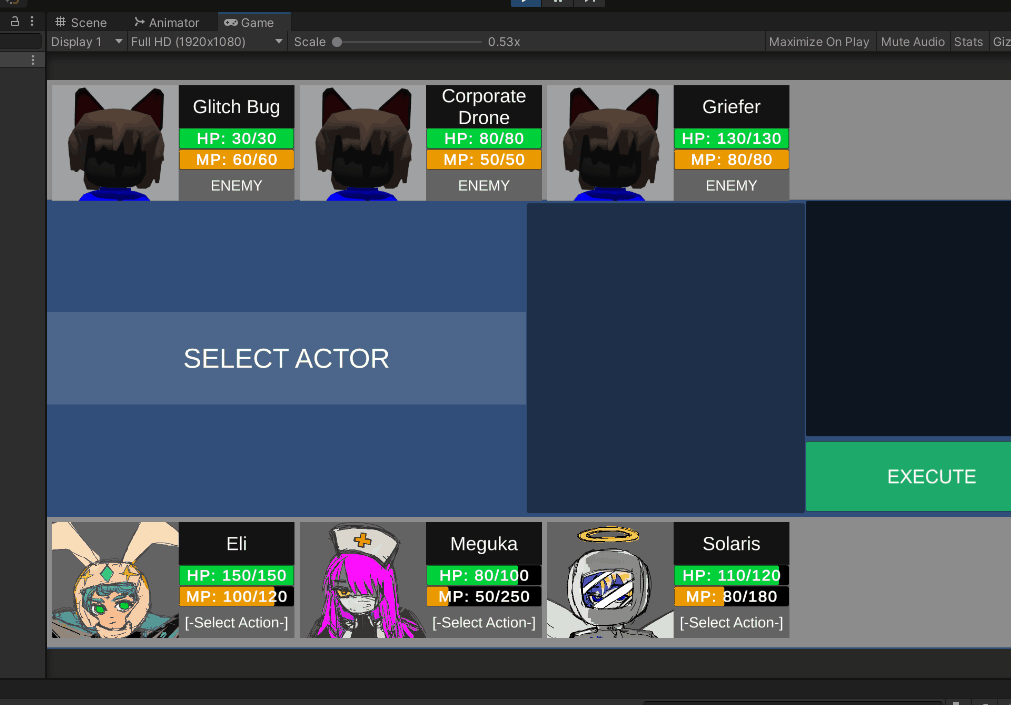 Scene
Animator
Game
Display 1
Full HD (1920x1080)
Scale
0.53x
Maximize On Play
Mute Audio
Stats
Giz
Glitch Bug
HP: 30/30
MP: 60/60
ENEMY
Corporate
Drone
HP: 80/80
MP: 50/50
ENEMY
Griefer
HP: 130/130
MP: 80/80
ENEMY
SELECT ACTOR
EXECUTE
Eli
HP: 150/150
MP: 100/120
[-Select Action-]
Meguka
HP: 80/100
MP: 50/250
[-Select Action-]
Solaris
HP: 110/120
MP: 80/180
[-Select Action-]